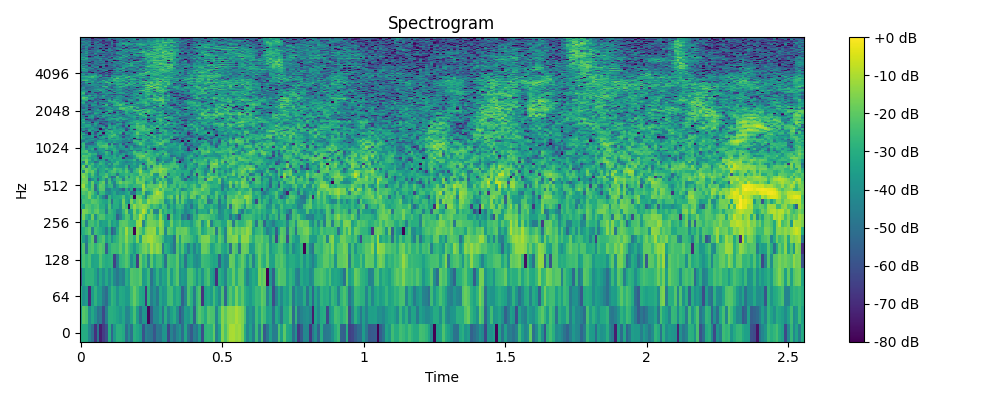 Spectrogram
Hz
4096
2048
1024
512
256
128
64
0
0
0.5
1
1.5
2
2.5
Time
+0 dB
-10 dB
-20 dB
-30 dB
-40 dB
-50 dB
-60 dB
-70 dB
-80 dB